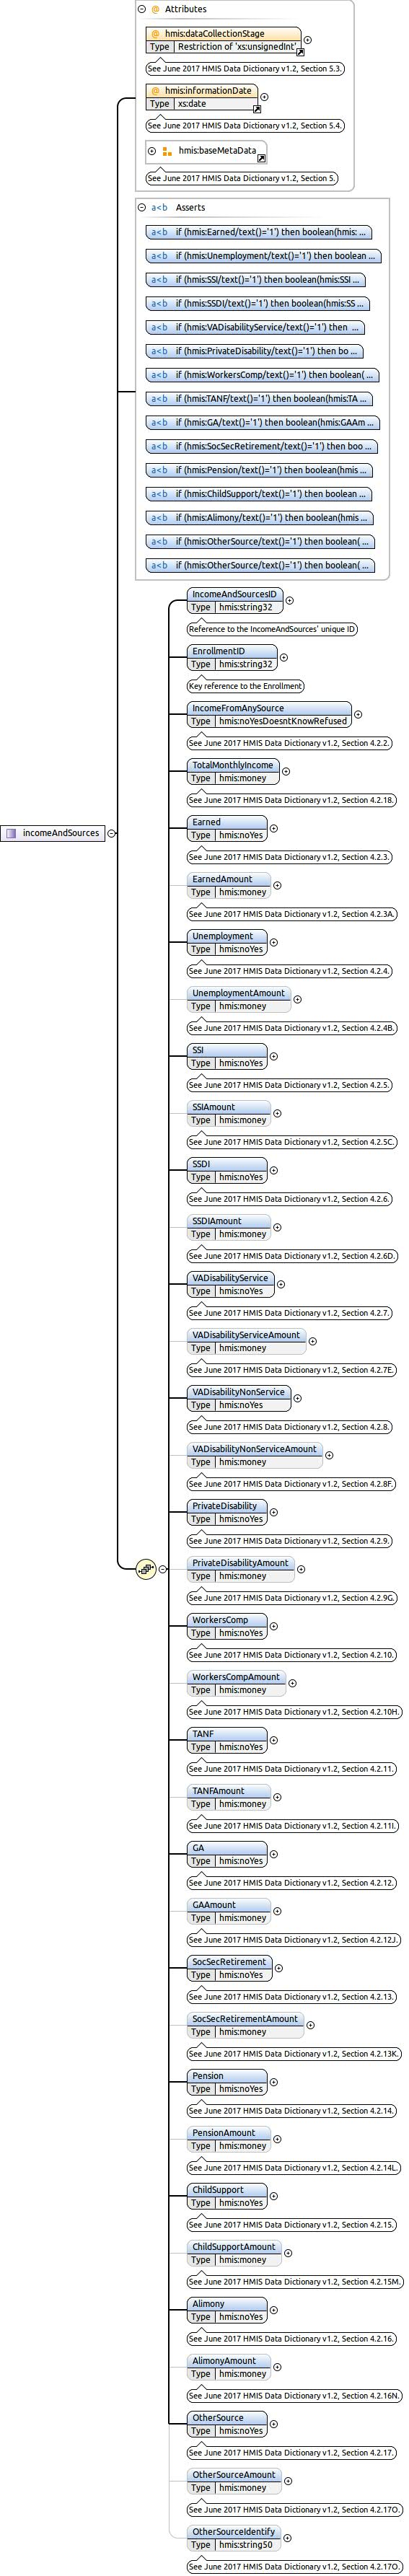 Attributes
@ hmis:dataCollectionStage
Type Restriction of 'xs:unsignedInt'
See June 2017 HMIS Data Dictionary v1.2, Section 5.3.
@ hmis:informationDate
Type xs:date
See June 2017 HMIS Data Dictionary v1.2, Section 5.4.
hmis:baseMetaData
See June 2017 HMIS Data Dictionary v1.2, Section 5.
a<b Asserts
a<b if (hmis:Earned/text()='1') then boolean(hmis: ...
a<b if (hmis:Unemployment/text()='1') then boolean ...
a<b if (hmis:SSI/text()='1') then boolean(hmis:SSI ...
a<b if (hmis:SSDI/text()='1') then boolean(hmis:SS ...
a<b if (hmis:VADisabilityService/text()='1') then ...
a<b if (hmis:PrivateDisability/text()='1') then bo ...
a<b if (hmis:WorkersComp/text()='1') then boolean( ...
a<b if (hmis:TANF/text()='1') then boolean(hmis:TA ...
a<b if (hmis:GA/text()='1') then boolean(hmis:GAAm ...
a<b if (hmis:SocSecRetirement/text()='1') then boo ...
a<b if (hmis:Pension/text()='1') then boolean(hmis ...
a<b if (hmis:ChildSupport/text()='1') then boolean ...
a<b if (hmis:Alimony/text()='1') then boolean(hmis ...
a<b if (hmis:OtherSource/text()='1') then boolean( ...
a<b if (hmis:OtherSource/text()='1') then boolean( ...
incomeAndSources
IncomeAndSourcesID
Type hmis:string32
Reference to the IncomeAndSources' unique ID
EnrollmentID
Type hmis:string32
Key reference to the Enrollment
IncomeFromAnySource
Type hmis:noYesDoesntKnowRefused
See June 2017 HMIS Data Dictionary v1.2, Section 4.2.2.
TotalMonthlyIncome
Type hmis:money
See June 2017 HMIS Data Dictionary v1.2, Section 4.2.18.
Earned
Type hmis:noYes
See June 2017 HMIS Data Dictionary v1.2, Section 4.2.3.
EarnedAmount
Type hmis:money
See June 2017 HMIS Data Dictionary v1.2, Section 4.2.3A.
Unemployment
Type hmis:noYes
See June 2017 HMIS Data Dictionary v1.2, Section 4.2.4.
UnemploymentAmount
Type hmis:money
See June 2017 HMIS Data Dictionary v1.2, Section 4.2.4B.
SSI
Type hmis:noYes
See June 2017 HMIS Data Dictionary v1.2, Section 4.2.5.
SSIAmount
Type hmis:money
See June 2017 HMIS Data Dictionary v1.2, Section 4.2.5C.
SSDI
Type hmis:noYes
See June 2017 HMIS Data Dictionary v1.2, Section 4.2.6.
SSDIAmount
Type hmis:money
See June 2017 HMIS Data Dictionary v1.2, Section 4.2.6D.
VADisabilityService
Type hmis:noYes
See June 2017 HMIS Data Dictionary v1.2, Section 4.2.7.
VADisabilityServiceAmount
Type hmis:money
See June 2017 HMIS Data Dictionary v1.2, Section 4.2.7E.
VADisabilityNonService
Type hmis:noYes
See June 2017 HMIS Data Dictionary v1.2, Section 4.2.8.
VADisabilityNonServiceAmount
Type hmis:money
See June 2017 HMIS Data Dictionary v1.2, Section 4.2.8F.
PrivateDisability
Type hmis:noYes
See June 2017 HMIS Data Dictionary v1.2, Section 4.2.9.
PrivateDisabilityAmount
Type hmis:money
See June 2017 HMIS Data Dictionary v1.2, Section 4.2.9G.
WorkersComp
Type hmis:noYes
See June 2017 HMIS Data Dictionary v1.2, Section 4.2.10.
WorkersCompAmount
Type hmis:money
See June 2017 HMIS Data Dictionary v1.2, Section 4.2.10H.
TANF
Type hmis:noYes
See June 2017 HMIS Data Dictionary v1.2, Section 4.2.11.
TANFAmount
Type hmis:money
See June 2017 HMIS Data Dictionary v1.2, Section 4.2.11I.
GA
Type hmis:noYes
See June 2017 HMIS Data Dictionary v1.2, Section 4.2.12.
GAAmount
Type hmis:money
See June 2017 HMIS Data Dictionary v1.2, Section 4.2.12J.
SocSecRetirement
Type hmis:noYes
See June 2017 HMIS Data Dictionary v1.2, Section 4.2.13.
SocSecRetirementAmount
Type hmis:money
See June 2017 HMIS Data Dictionary v1.2, Section 4.2.13K.
Pension
Type hmis:noYes
See June 2017 HMIS Data Dictionary v1.2, Section 4.2.14.
PensionAmount
Type hmis:money
See June 2017 HMIS Data Dictionary v1.2, Section 4.2.14L.
ChildSupport
Type hmis:noYes
See June 2017 HMIS Data Dictionary v1.2, Section 4.2.15.
ChildSupportAmount
Type hmis:money
See June 2017 HMIS Data Dictionary v1.2, Section 4.2.15M.
Alimony
Type hmis:noYes
See June 2017 HMIS Data Dictionary v1.2, Section 4.2.16.
AlimonyAmount
Type hmis:money
See June 2017 HMIS Data Dictionary v1.2, Section 4.2.16N.
OtherSource
Type hmis:noYes
See June 2017 HMIS Data Dictionary v1.2, Section 4.2.17.
OtherSourceAmount
Type hmis:money
See June 2017 HMIS Data Dictionary v1.2, Section 4.2.17O.
OtherSourceIdentify
Type hmis:string50
See June 2017 HMIS Data Dictionary v1.2, Section 4.2.17O.